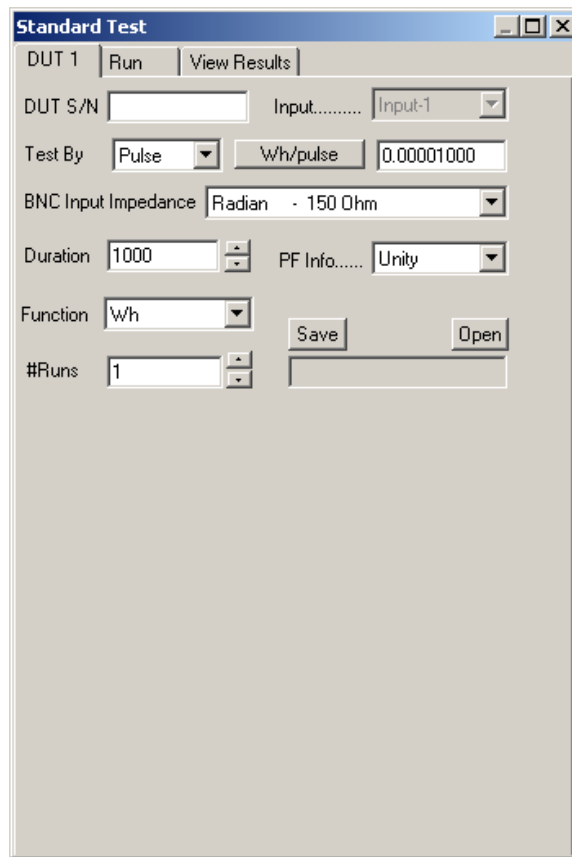 Standard Test
DUT 1 Run View Results
DUT S/N Input.......... Input-1
Test By Pulse Wh/pulse 0.00001000
BNC Input Impedance Radian - 150 Ohm
Duration 1000 PF Info...... Unity
Function Wh
Save Open
#Runs 1